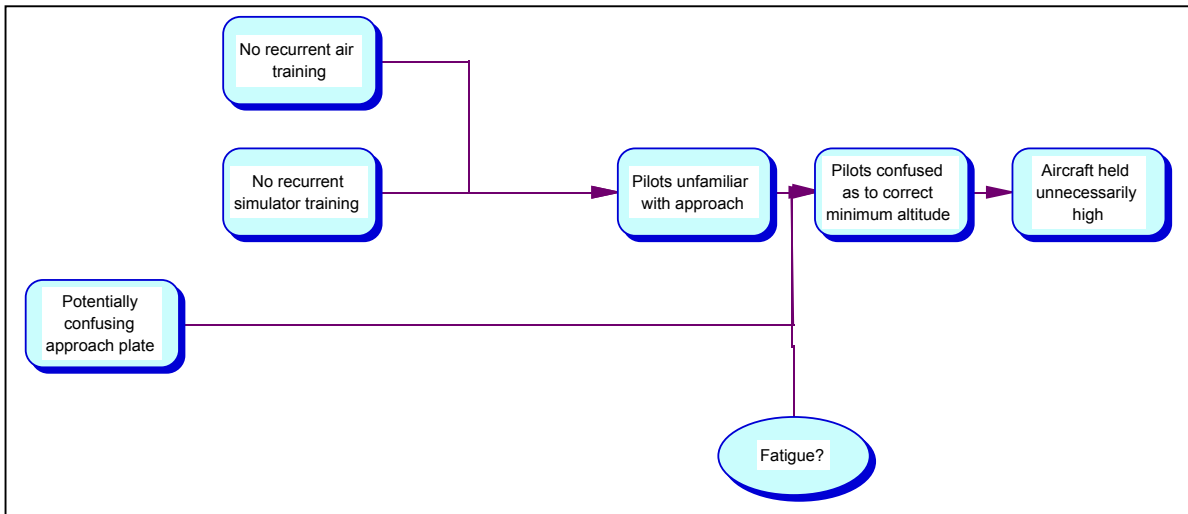 No recurrent air
training
No recurrent
simulator training
Pilots unfamiliar
with approach
Pilots confused
as to correct
minimum altitude
Aircraft held
unnecessarily
high
Potentially
confusing
approach plate
Fatigue?